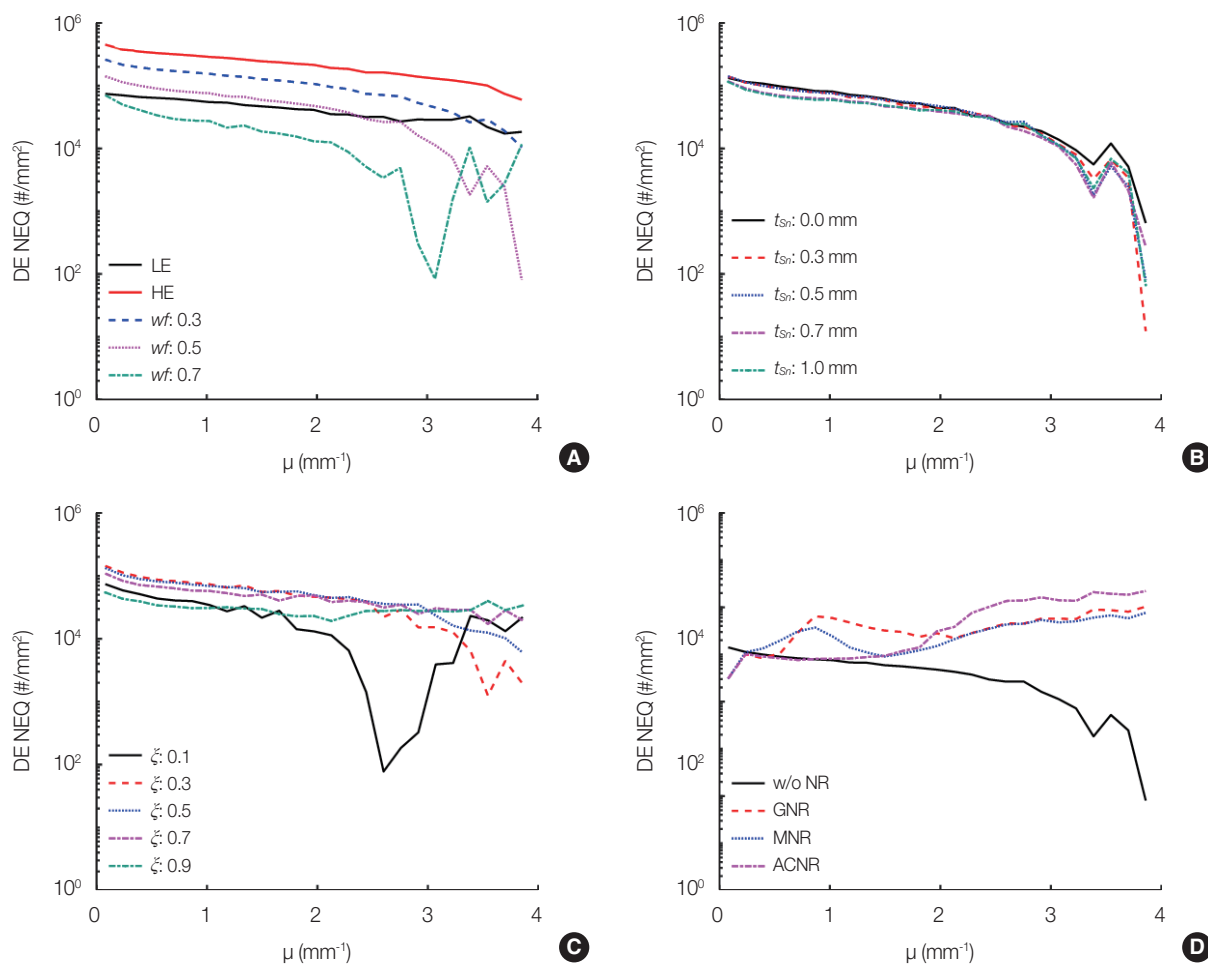 10⁶
10⁴
10²
10⁰
DE NEQ (#/mm²)
LE
HE
wf: 0.3
wf: 0.5
wf: 0.7
0 1 2 3 4
μ (mm⁻¹)
A
10⁶
10⁴
10²
10⁰
DE NEQ (#/mm²)
tSn: 0.0 mm
tSn: 0.3 mm
tSn: 0.5 mm
tSn: 0.7 mm
tSn: 1.0 mm
0 1 2 3 4
μ (mm⁻¹)
B
10⁶
10⁴
10²
10⁰
DE NEQ (#/mm²)
ξ: 0.1
ξ: 0.3
ξ: 0.5
ξ: 0.7
ξ: 0.9
0 1 2 3 4
μ (mm⁻¹)
C
10⁶
10⁴
10²
10⁰
DE NEQ (#/mm²)
w/o NR
GNR
MNR
ACNR
0 1 2 3 4
μ (mm⁻¹)
D